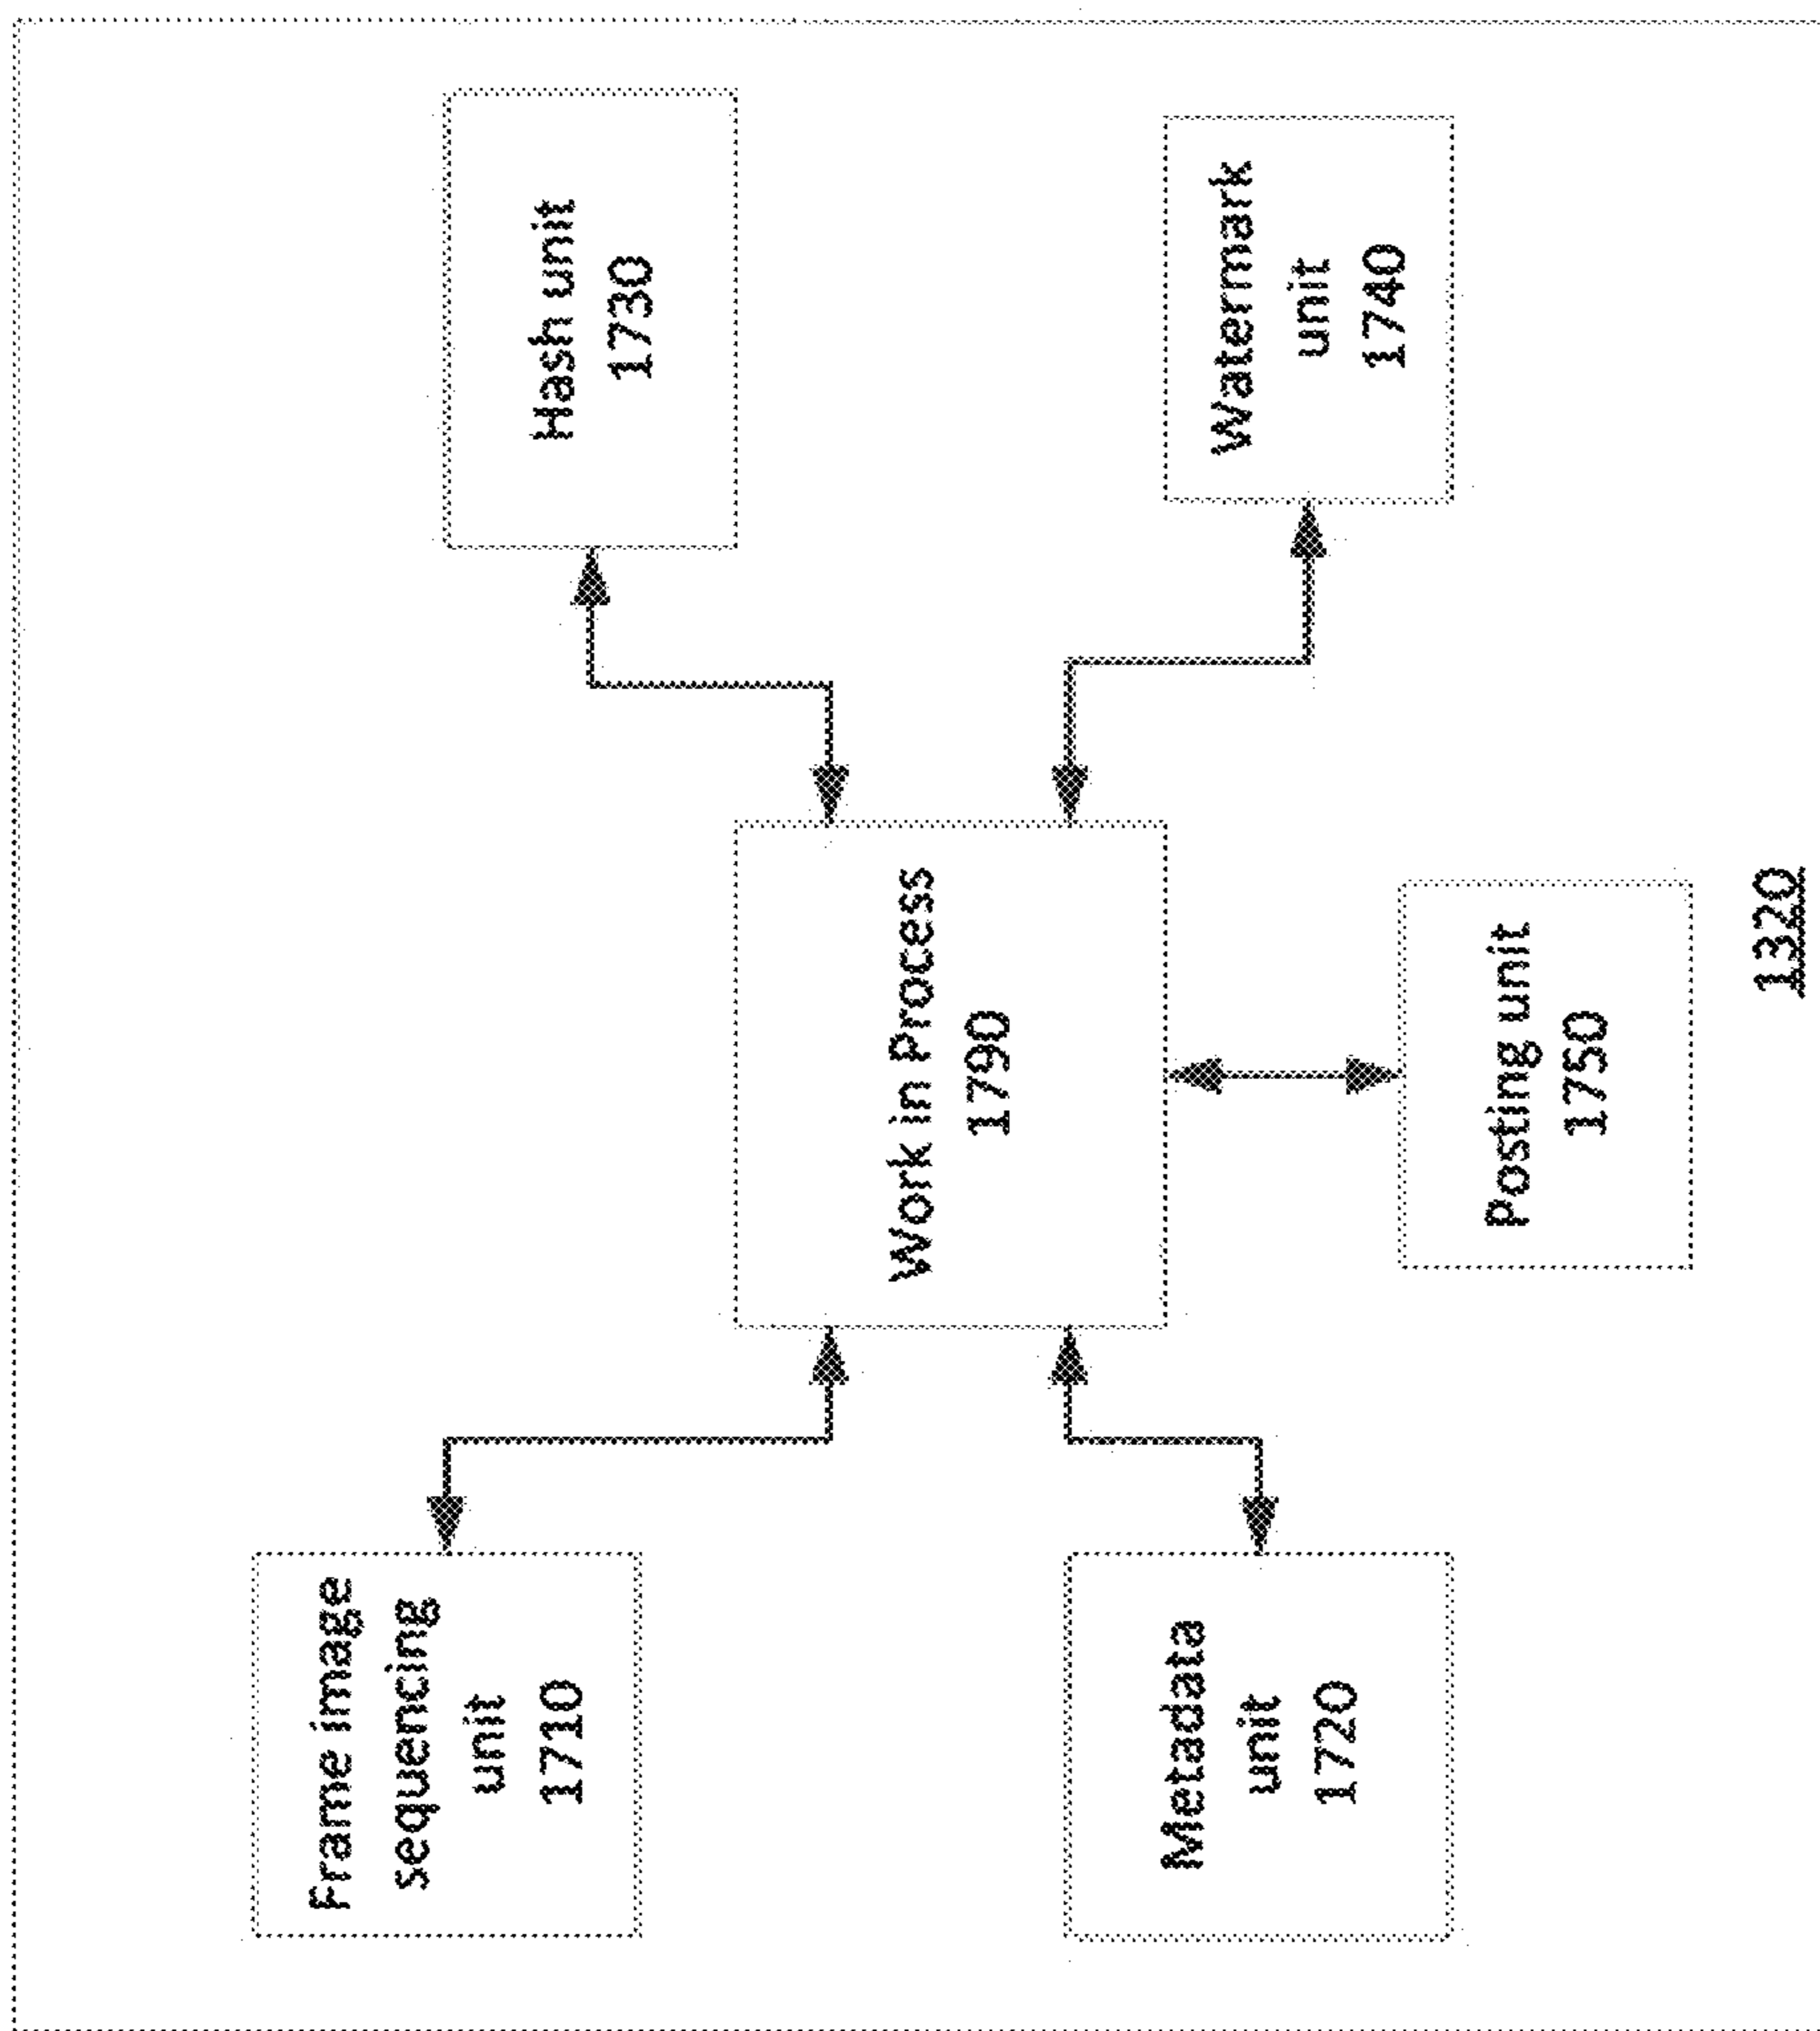 Frame image
sequencing
unit
1710
Hash unit
1730
Work in Process
1790
Metadata
unit
1720
Watermark
unit
1740
Posting unit
1750
1320